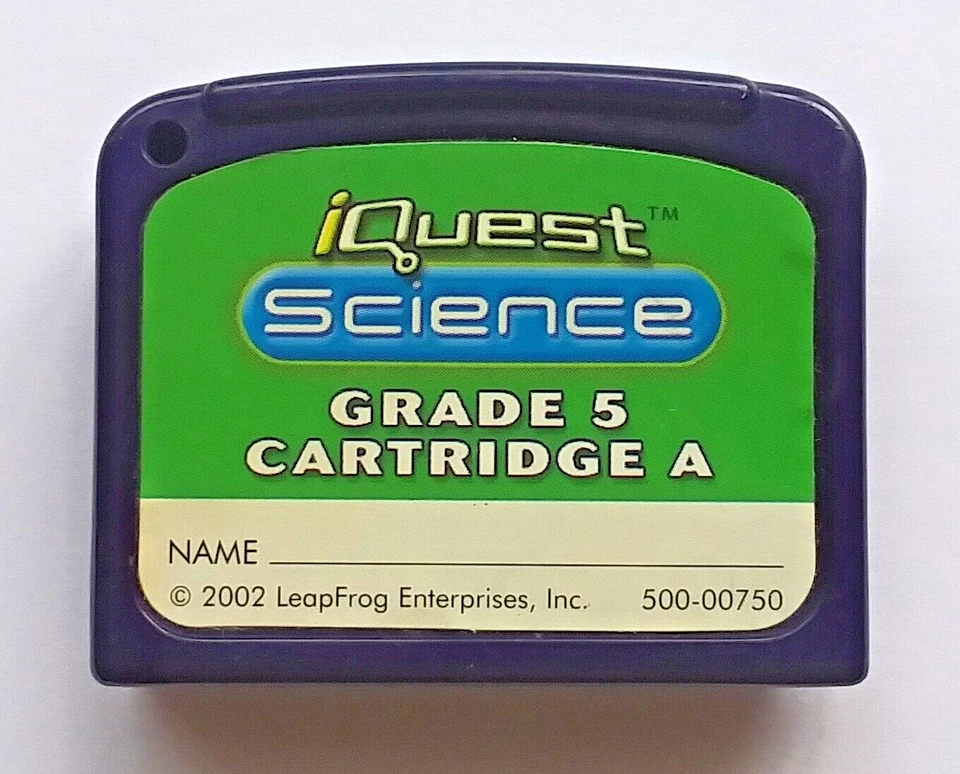 iQuest™
Science
GRADE 5
CARTRIDGE A
NAME
© 2002 LeapFrog Enterprises, Inc. 500-00750